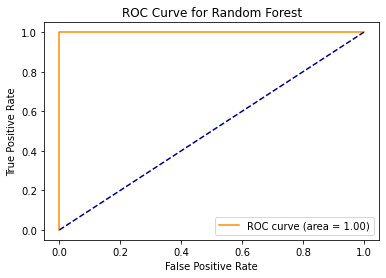 ROC Curve for Random Forest
True Positive Rate
1.0
0.8
0.6
0.4
0.2
0.0
ROC curve (area = 1.00)
0.0 0.2 0.4 0.6 0.8 1.0
False Positive Rate